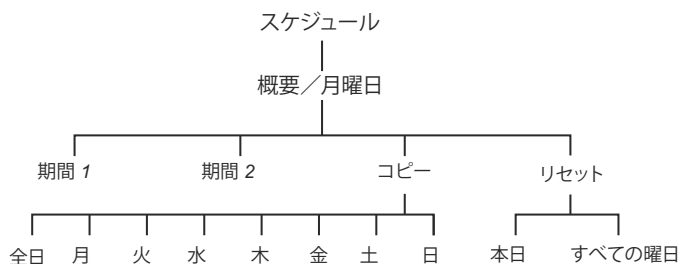 スケジュール
概要／月曜日
期間 1 期間 2 コピー リセット
全日 月 火 水 木 金 土 日 本日 すべての曜日